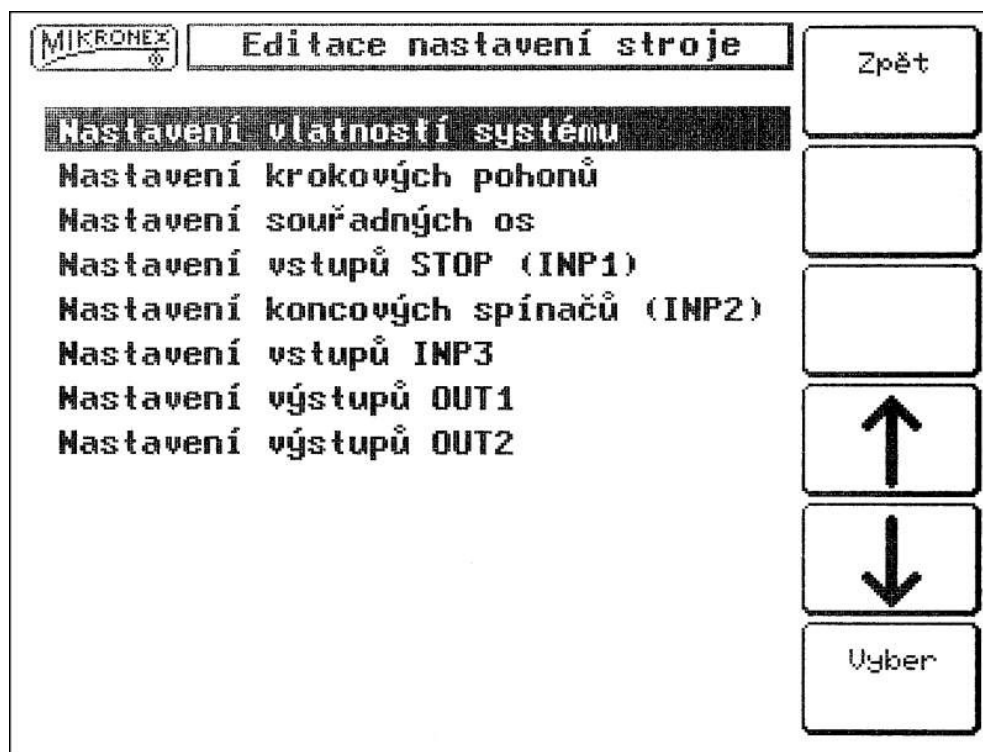 MIKRONEX ®
Editace nastavení stroje
Zpět
Nastavení vlatností systému
Nastavení krokových pohonů
Nastavení souřadných os
Nastavení vstupů STOP (INP1)
Nastavení koncových spínačů (INP2)
Nastavení vstupů INP3
Nastavení výstupů OUT1
Nastavení výstupů OUT2
Vyber